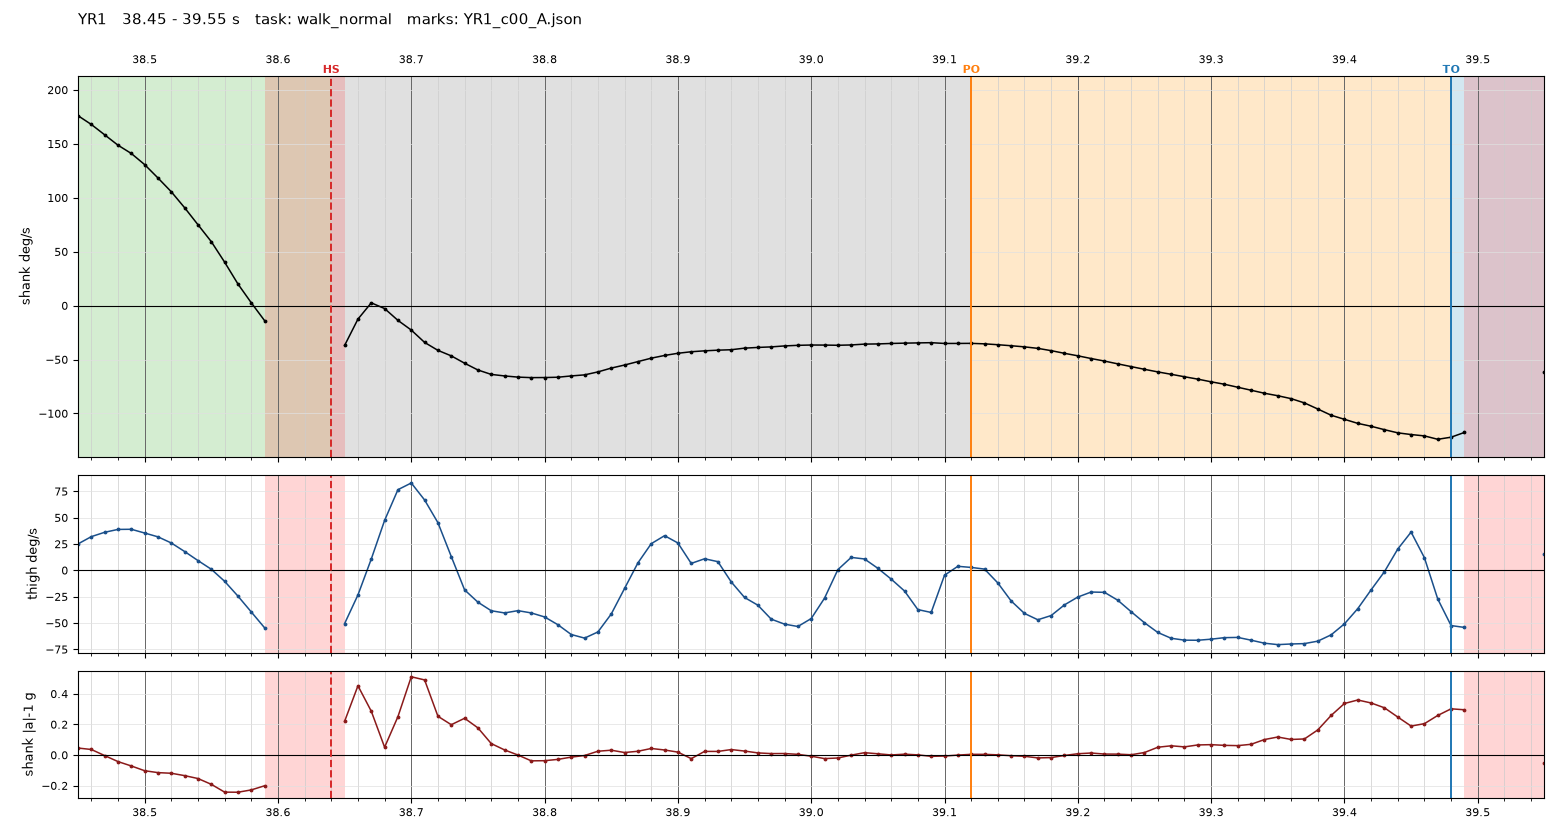 YR1   38.45 - 39.55 s   task: walk_normal   marks: YR1_c00_A.json
38.5 38.6 38.7 38.8 38.9 39.0 39.1 39.2 39.3 39.4 39.5
HS PO TO
shank deg/s
200
150
100
50
0
−50
−100
thigh deg/s
75
50
25
0
−25
−50
−75
shank |a|-1 g
0.4
0.2
0.0
−0.2
38.5 38.6 38.7 38.8 38.9 39.0 39.1 39.2 39.3 39.4 39.5